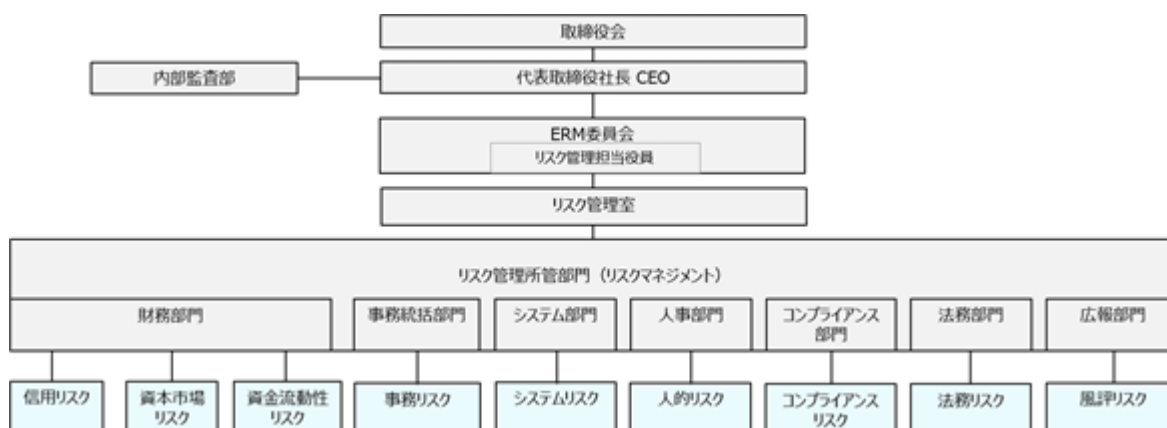 取締役会
内部監査部
代表取締役社長 CEO
ERM委員会
リスク管理担当役員
リスク管理室
リスク管理所管部門（リスクマネジメント）
財務部門
事務統括部門
システム部門
人事部門
コンプライアンス
部門
法務部門
広報部門
信用リスク
資本市場
リスク
資金流動性
リスク
事務リスク
システムリスク
人的リスク
コンプライアンス
リスク
法務リスク
風評リスク